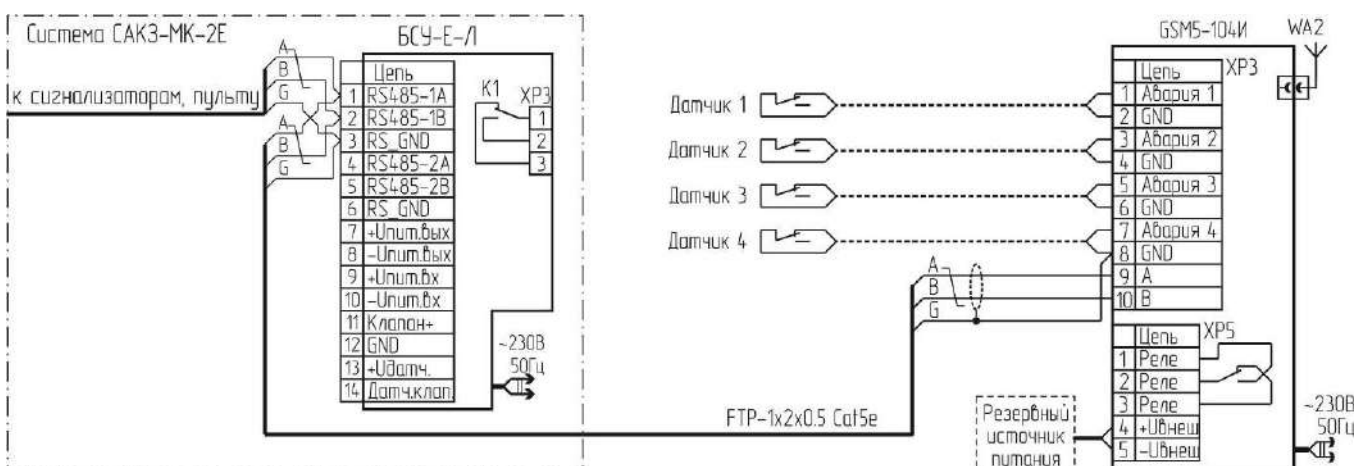 Система САКЗ-МК-2Е
БСУ-Е-Л
к сигнализаторам, пульту
A
B
G
A
B
G
Цепь
1 RS485-1A
2 RS485-1B
3 RS_GND
4 RS485-2A
5 RS485-2B
6 RS_GND
7 +Uпит.вых
8 -Uпит.вых
9 +Uпит.вх
10 -Uпит.вх
11 Клапан+
12 GND
13 +Uдатч.
14 Датч.клап.
K1
XP3
1
2
3
~230В
50Гц
Датчик 1
Датчик 2
Датчик 3
Датчик 4
A
B
G
FTP-1x2x0.5 Cat5e
GSM5-104И
WA2
XP3
Цепь
1 Авария 1
2 GND
3 Авария 2
4 GND
5 Авария 3
6 GND
7 Авария 4
8 GND
9 A
10 B
XP5
Цепь
1 Реле
2 Реле
3 Реле
4 +Uвнеш
5 -Uвнеш
Резервный
источник
питания
~230В
50Гц